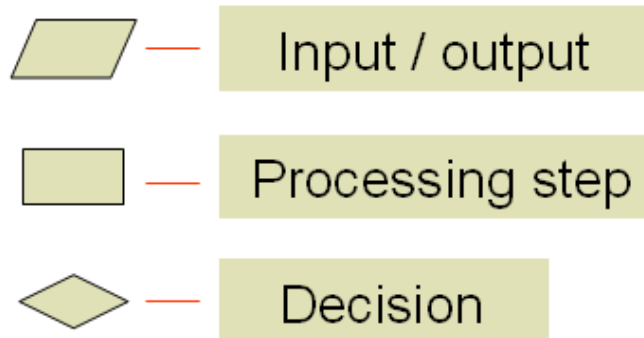 Input / output
Processing step
Decision